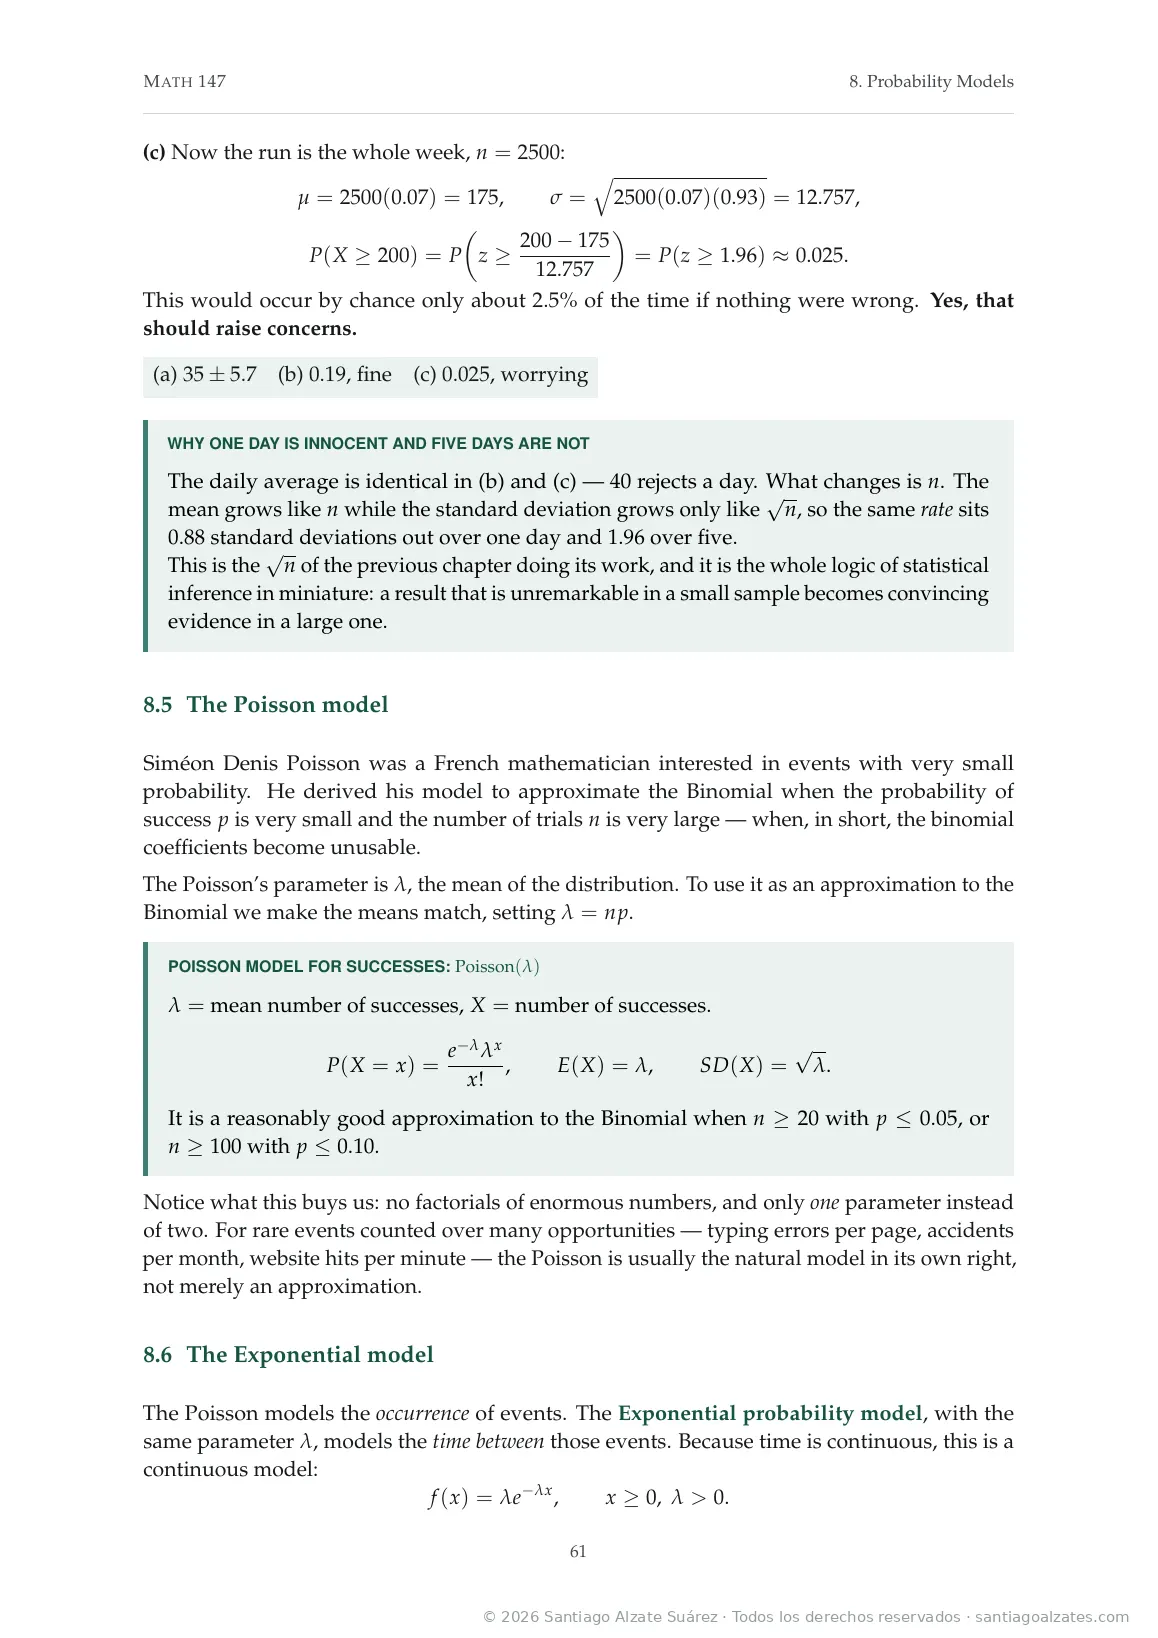 MATH 147
8. Probability Models
(c) Now the run is the whole week, n = 2500:
μ = 2500(0.07) = 175, σ = √2500(0.07)(0.93) = 12.757,
P(X ≥ 200) = P(z ≥ (200 − 175)/12.757) = P(z ≥ 1.96) ≈ 0.025.
This would occur by chance only about 2.5% of the time if nothing were wrong. Yes, that
should raise concerns.
(a) 35 ± 5.7 (b) 0.19, fine (c) 0.025, worrying
WHY ONE DAY IS INNOCENT AND FIVE DAYS ARE NOT
The daily average is identical in (b) and (c) — 40 rejects a day. What changes is n. The
mean grows like n while the standard deviation grows only like √n, so the same rate sits
0.88 standard deviations out over one day and 1.96 over five.
This is the √n of the previous chapter doing its work, and it is the whole logic of statistical
inference in miniature: a result that is unremarkable in a small sample becomes convincing
evidence in a large one.
8.5 The Poisson model
Siméon Denis Poisson was a French mathematician interested in events with very small
probability. He derived his model to approximate the Binomial when the probability of
success p is very small and the number of trials n is very large — when, in short, the binomial
coefficients become unusable.
The Poisson’s parameter is λ, the mean of the distribution. To use it as an approximation to the
Binomial we make the means match, setting λ = np.
POISSON MODEL FOR SUCCESSES: Poisson(λ)
λ = mean number of successes, X = number of successes.
P(X = x) = e^{−λ}λ^x / x!, E(X) = λ, SD(X) = √λ.
It is a reasonably good approximation to the Binomial when n ≥ 20 with p ≤ 0.05, or
n ≥ 100 with p ≤ 0.10.
Notice what this buys us: no factorials of enormous numbers, and only one parameter instead
of two. For rare events counted over many opportunities — typing errors per page, accidents
per month, website hits per minute — the Poisson is usually the natural model in its own right,
not merely an approximation.
8.6 The Exponential model
The Poisson models the occurrence of events. The Exponential probability model, with the
same parameter λ, models the time between those events. Because time is continuous, this is a
continuous model:
f(x) = λe^{−λx}, x ≥ 0, λ > 0.
61
© 2026 Santiago Alzate Suárez · Todos los derechos reservados · santiagoalzates.com